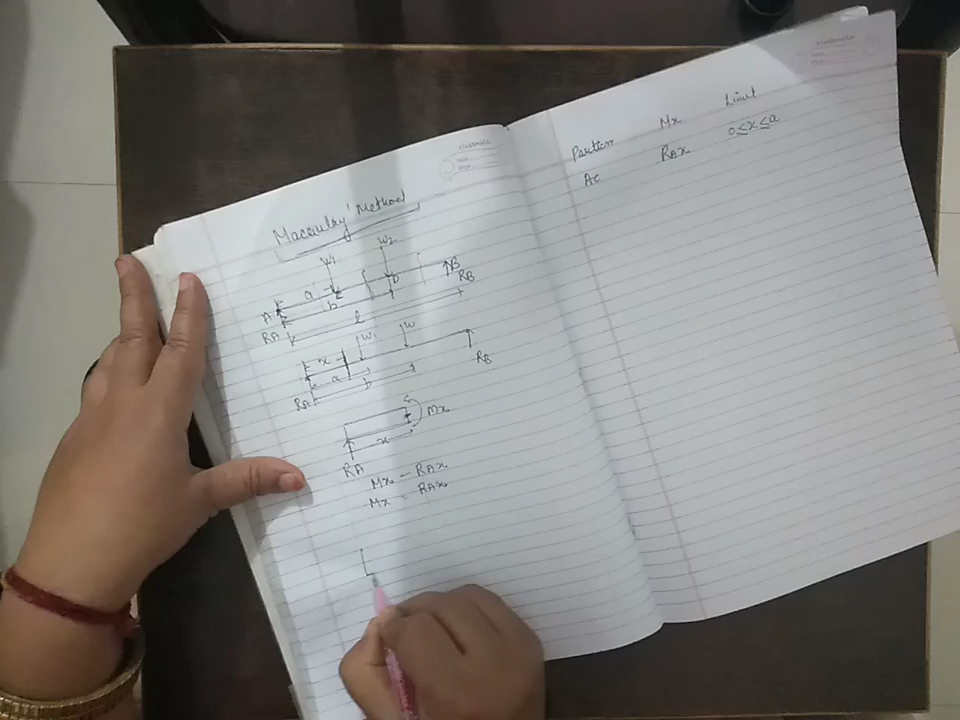 Macaulay' Method
W1 W2
a C D B
A b RB
RA l
x W1 W
a
RA b RB
Mx
x
RA
Mx - RAx
Mx = RAx
Portion Mx Limit
AC RAx 0≤x≤a